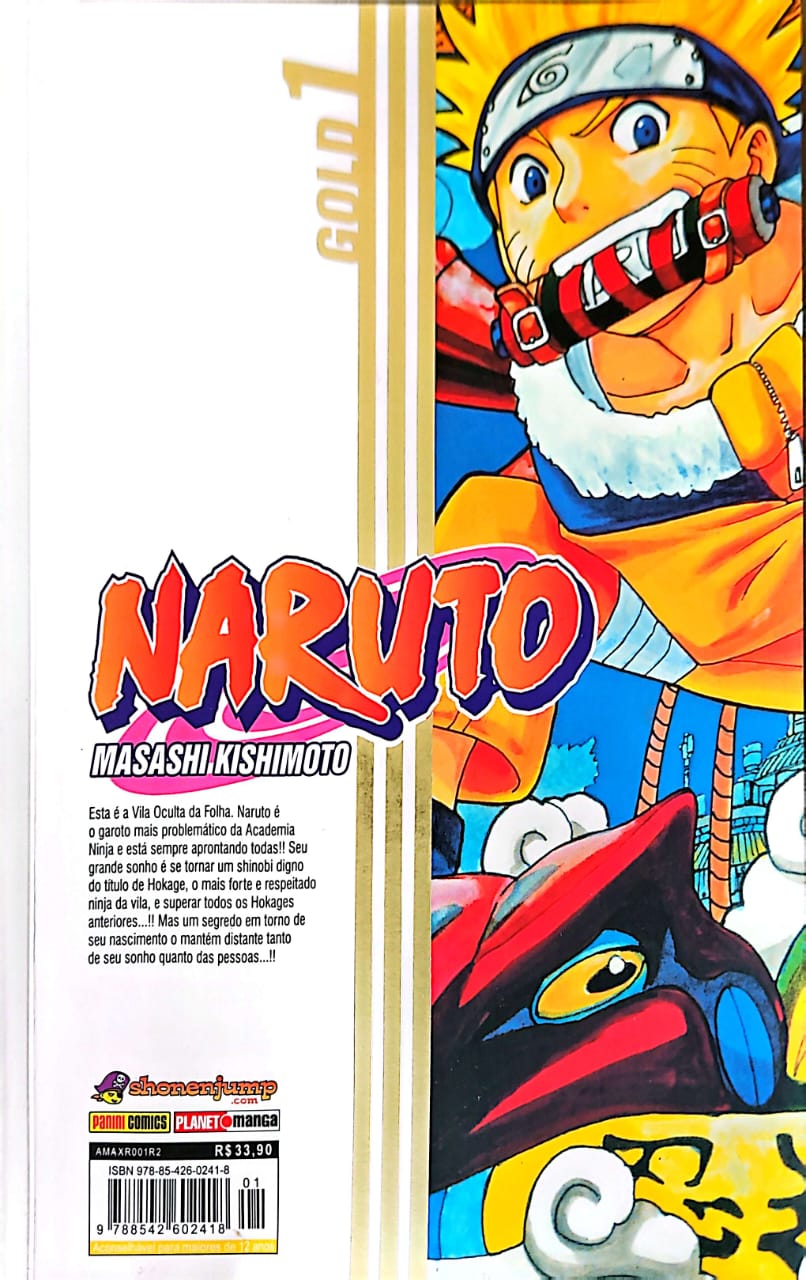 GOLD 1
NARUTO
MASASHI KISHIMOTO
Esta é a Vila Oculta da Folha. Naruto é
o garoto mais problemático da Academia
Ninja e está sempre aprontando todas!! Seu
grande sonho é se tornar um shinobi digno
do título de Hokage, o mais forte e respeitado
ninja da vila, e superar todos os Hokages
anteriores...!! Mas um segredo em torno de
seu nascimento o mantém distante tanto
de seu sonho quanto das pessoas...!!
shonenjump
.com
PANINI COMICS PLANET manga
AMAXR001R2 R$ 33,90
ISBN 978-85-426-0241-8
01
9 788542 602418
Aconselhável para maiores de 12 anos